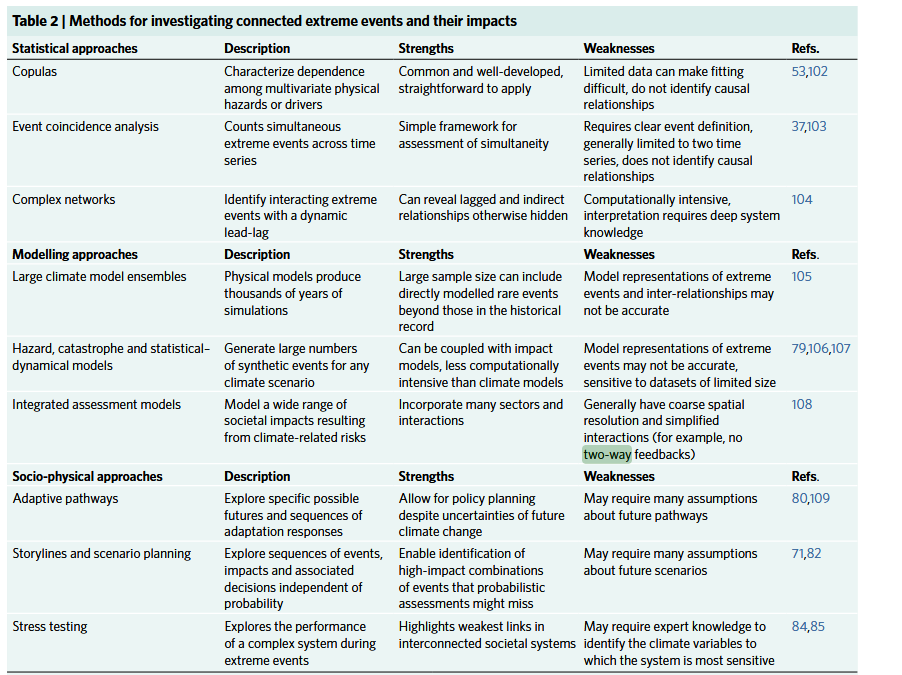 Table 2 | Methods for investigating connected extreme events and their impacts
Statistical approaches Description Strengths Weaknesses Refs.
Copulas Characterize dependence Common and well-developed, Limited data can make fitting 53,102
among multivariate physical straightforward to apply difficult, do not identify causal
hazards or drivers relationships
Event coincidence analysis Counts simultaneous Simple framework for Requires clear event definition, 37,103
extreme events across time assessment of simultaneity generally limited to two time
series series, does not identify causal
relationships
Complex networks Identify interacting extreme Can reveal lagged and indirect Computationally intensive, 104
events with a dynamic relationships otherwise hidden interpretation requires deep system
lead-lag knowledge
Modelling approaches Description Strengths Weaknesses Refs.
Large climate model ensembles Physical models produce Large sample size can include Model representations of extreme 105
thousands of years of directly modelled rare events events and inter-relationships may
simulations beyond those in the historical not be accurate
record
Hazard, catastrophe and statistical– Generate large numbers Can be coupled with impact Model representations of extreme 79,106,107
dynamical models of synthetic events for any models, less computationally events may not be accurate,
climate scenario intensive than climate models sensitive to datasets of limited size
Integrated assessment models Model a wide range of Incorporate many sectors and Generally have coarse spatial 108
societal impacts resulting interactions resolution and simplified
from climate-related risks interactions (for example, no
two-way feedbacks)
Socio-physical approaches Description Strengths Weaknesses Refs.
Adaptive pathways Explore specific possible Allow for policy planning May require many assumptions 80,109
futures and sequences of despite uncertainties of future about future pathways
adaptation responses climate change
Storylines and scenario planning Explore sequences of events, Enable identification of May require many assumptions 71,82
impacts and associated high-impact combinations about future scenarios
decisions independent of of events that probabilistic
probability assessments might miss
Stress testing Explores the performance Highlights weakest links in May require expert knowledge to 84,85
of a complex system during interconnected societal systems identify the climate variables to
extreme events which the system is most sensitive